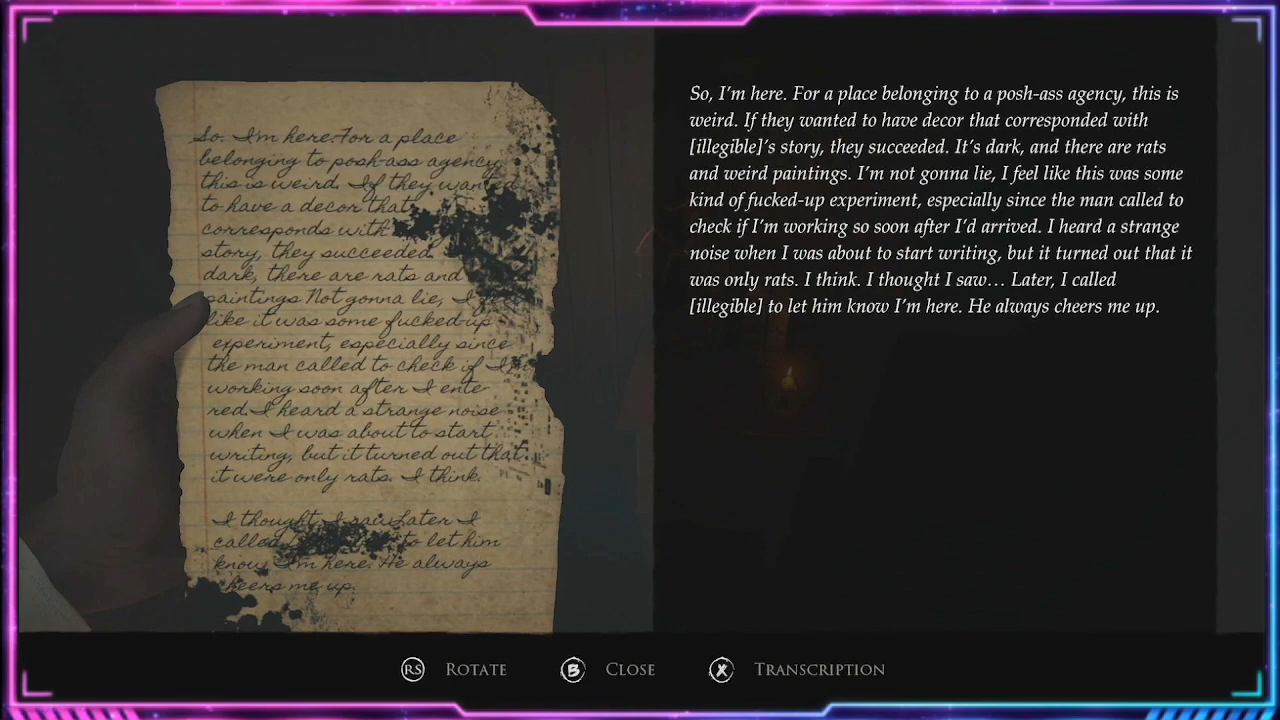 So. I'm here. For a place
belonging to posh-ass agency,
this is weird. If they wanted
to have a decor that
corresponds with
story, they succeeded.
dark, there are rats and
paintings Not gonna lie, I
like it was some fucked-up
experiment, especially since
the man called to check if I'm
working soon after I ente-
red. I heard a strange noise
when I was about to start
writing, but it turned out that
it were only rats. I think.
I thought I saw Later I
called to let him
know I'm here. He always
cheers me up.
So, I'm here. For a place belonging to a posh-ass agency, this is
weird. If they wanted to have decor that corresponded with
[illegible]'s story, they succeeded. It's dark, and there are rats
and weird paintings. I'm not gonna lie, I feel like this was some
kind of fucked-up experiment, especially since the man called to
check if I'm working so soon after I'd arrived. I heard a strange
noise when I was about to start writing, but it turned out that it
was only rats. I think. I thought I saw… Later, I called
[illegible] to let him know I'm here. He always cheers me up.
RS ROTATE B CLOSE X TRANSCRIPTION